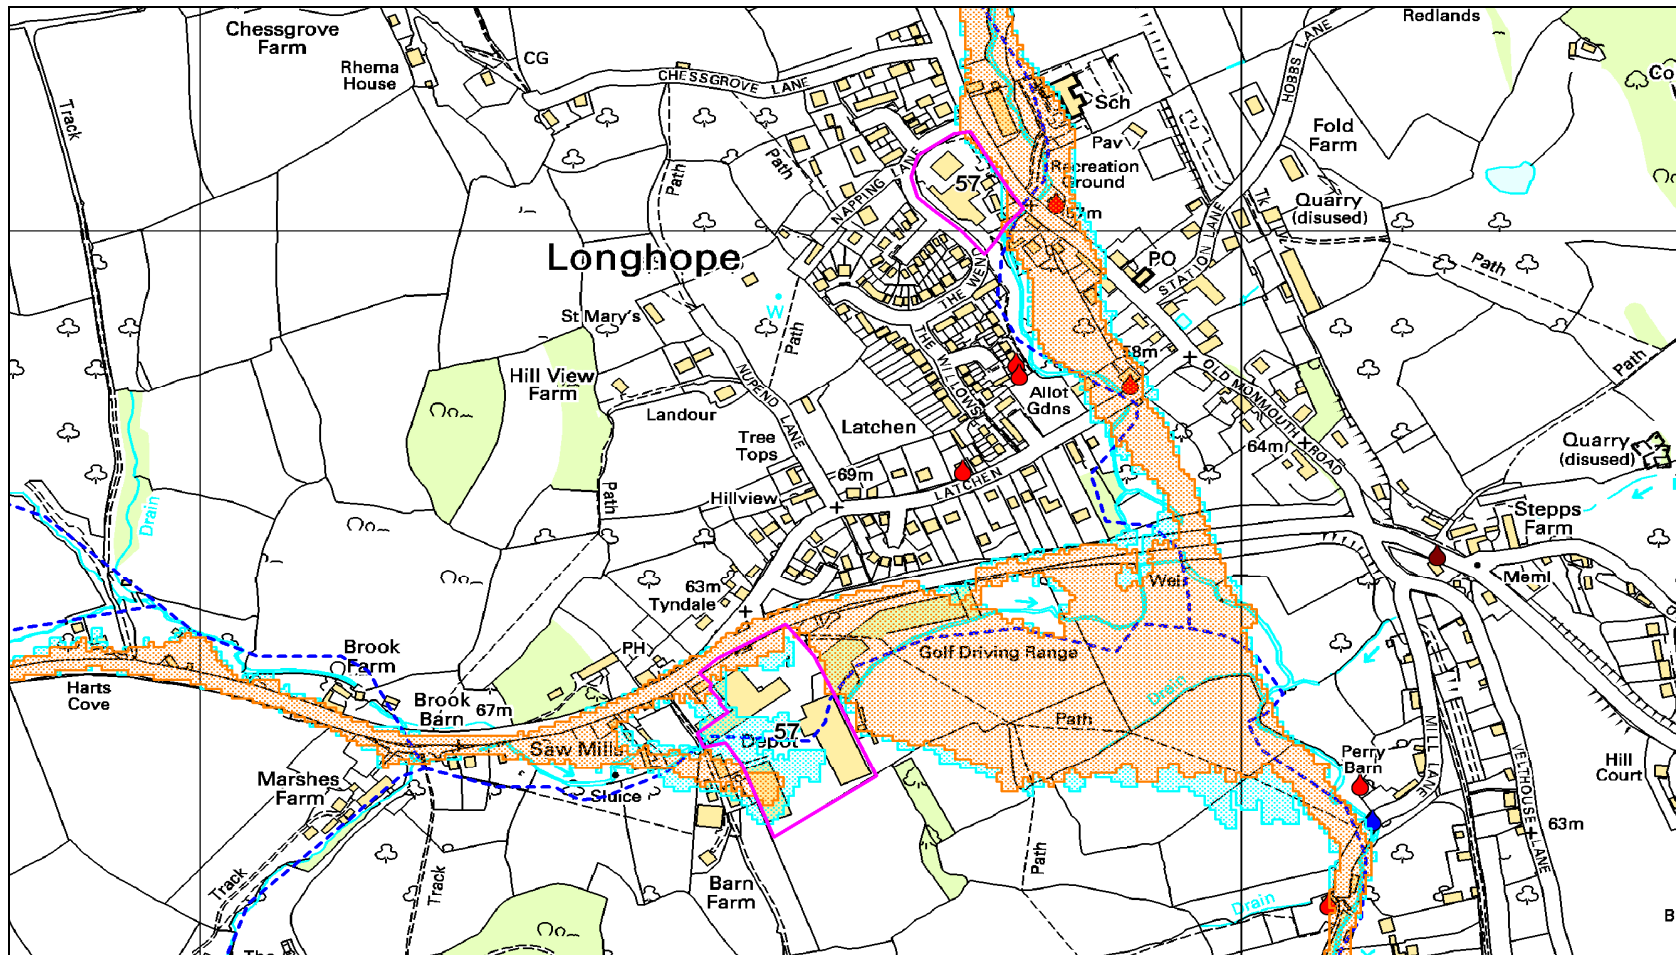 Chessgrove
Farm
Redlands
CG
Rhema
House
CHESSGROVE LANE
HOBBS LANE
Co
Track
Sch
Fold
Farm
Pav
Path
Path
NAPPING LANE
57
Recreation
Ground
Tk
Quarry
(disused)
STATION LANE
PO
Path
Longhope
THE WEND
W
St Mary's
Path
THE WILLOWS
58m
Path
Hill View
Farm
NUPEND LANE
Landour
Allot
Gdns
OLD MONMOUTH ROAD
Latchen
Tree
Tops
64m
Quarry
(disused)
69m
LATCHEN
Hillview
Path
Drain
Stepps
Farm
63m
Tyndale
Weir
Meml
PH
Brook
Farm
Golf Driving Range
Harts
Cove
Brook
Barn
67m
Drain
Path
57
Depot
Saw Mills
MILL LANE
VELTHOUSE LANE
Perry
Barn
Hill
Court
Marshes
Farm
Sluice
63m
Path
Track
Track
Barn
Farm
Drain
B
The